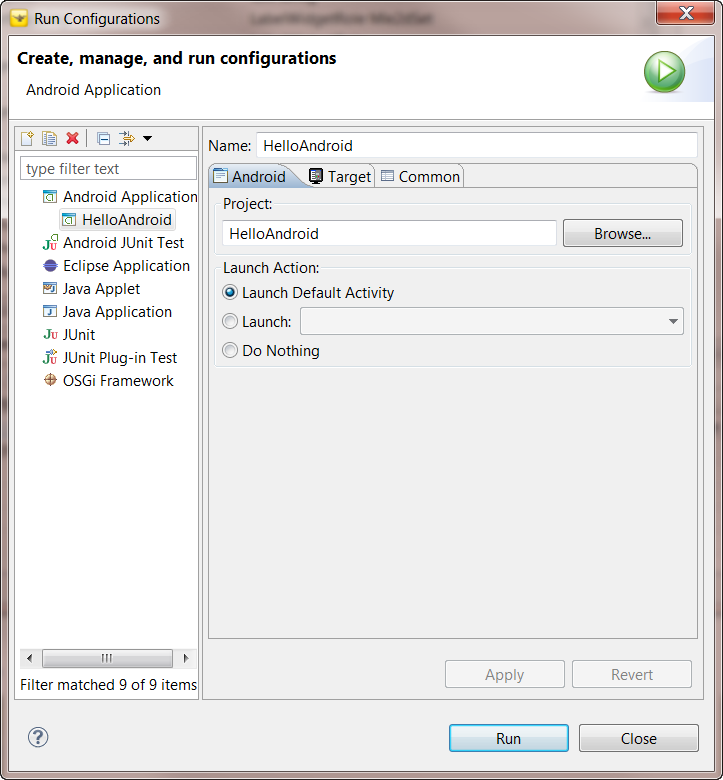 Run Configurations
Create, manage, and run configurations
Android Application
type filter text
Android Application
HelloAndroid
Android JUnit Test
Eclipse Application
Java Applet
Java Application
JUnit
JUnit Plug-in Test
OSGi Framework
Filter matched 9 of 9 items
Name: HelloAndroid
Android Target Common
Project:
HelloAndroid Browse...
Launch Action:
Launch Default Activity
Launch:
Do Nothing
Apply Revert
Run Close